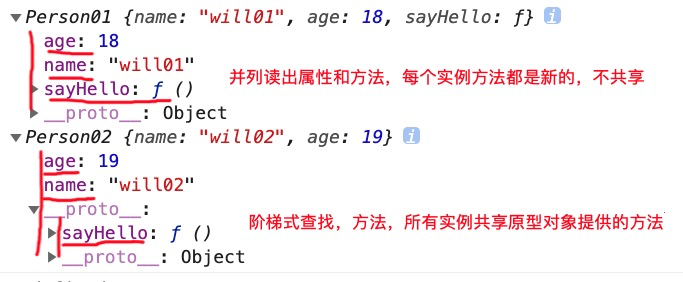 Person01 {name: "will01", age: 18, sayHello: ƒ} i
age: 18
name: "will01"
sayHello: ƒ ()
__proto__: Object
并列读出属性和方法，每个实例方法都是新的，不共享
Person02 {name: "will02", age: 19} i
age: 19
name: "will02"
__proto__:
sayHello: ƒ ()
__proto__: Object
阶梯式查找，方法，所有实例共享原型对象提供的方法